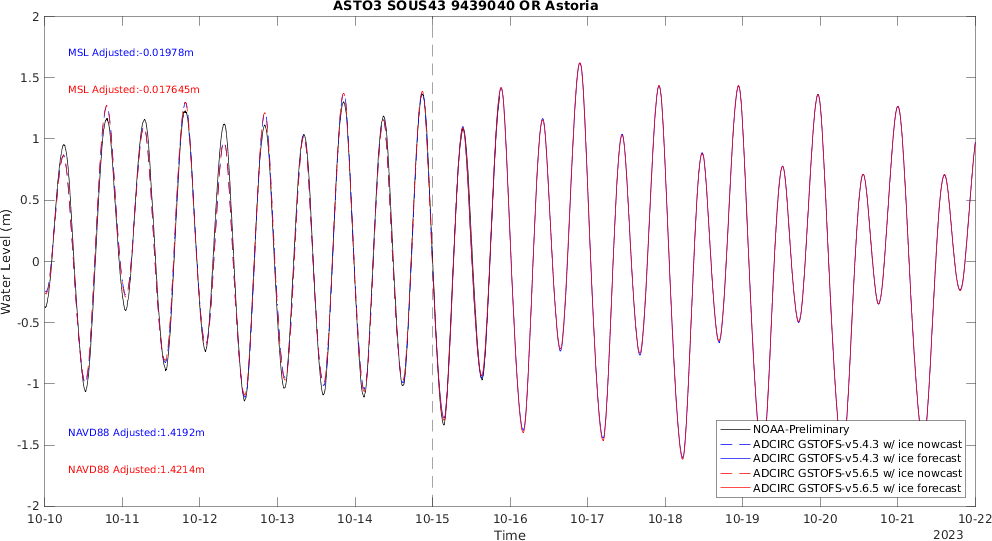 ASTO3 SOUS43 9439040 OR Astoria
MSL Adjusted:-0.01978m
MSL Adjusted:-0.017645m
NAVD88 Adjusted:1.4192m
NAVD88 Adjusted:1.4214m
Water Level (m)
2
1.5
1
0.5
0
-0.5
-1
-1.5
-2
NOAA-Preliminary
ADCIRC GSTOFS-v5.4.3 w/ ice nowcast
ADCIRC GSTOFS-v5.4.3 w/ ice forecast
ADCIRC GSTOFS-v5.6.5 w/ ice nowcast
ADCIRC GSTOFS-v5.6.5 w/ ice forecast
10-10 10-11 10-12 10-13 10-14 10-15 10-16 10-17 10-18 10-19 10-20 10-21 10-22
Time
2023